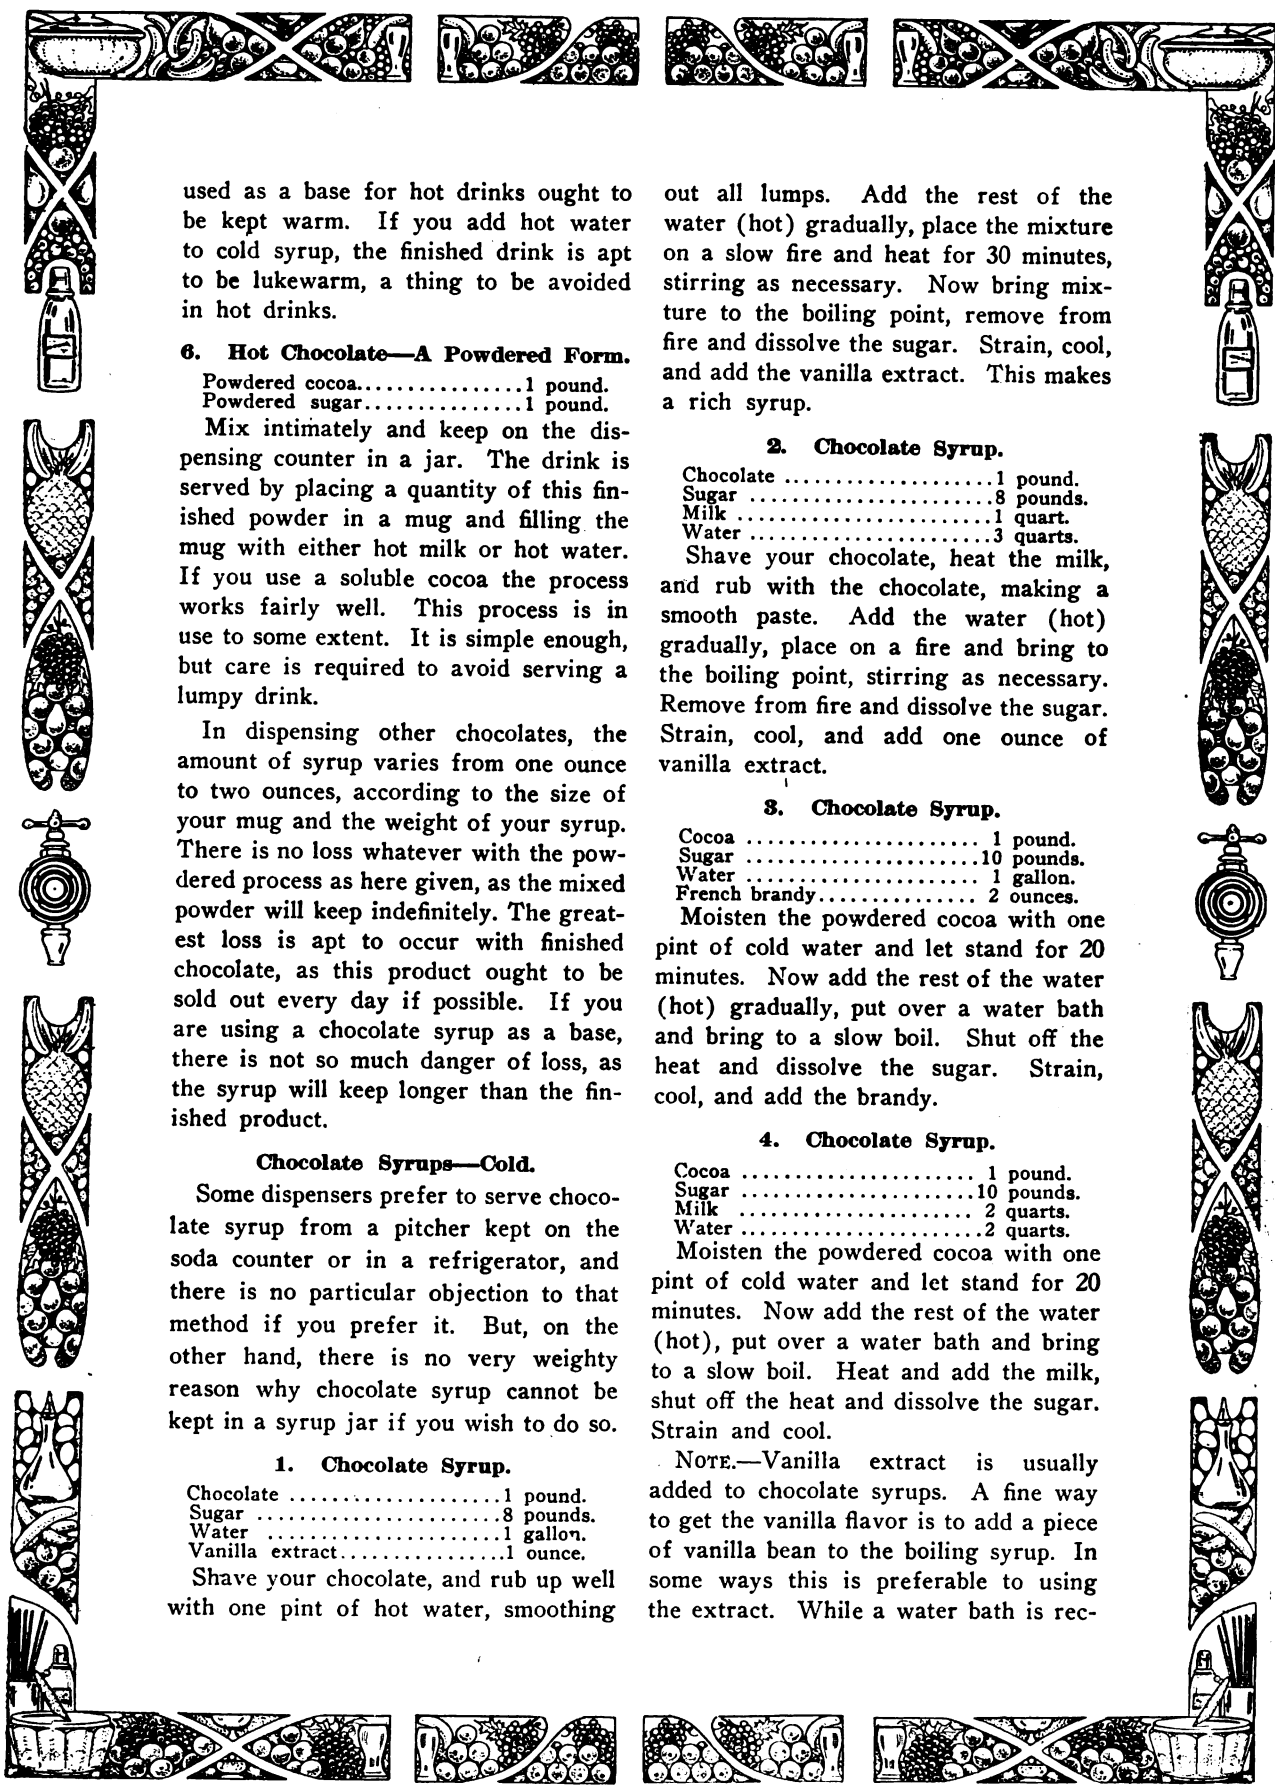 used as a base for hot drinks ought to
be kept warm. If you add hot water
to cold syrup, the finished drink is apt
to be lukewarm, a thing to be avoided
in hot drinks.
6. Hot Chocolate—A Powdered Form.
Powdered cocoa................1 pound.
Powdered sugar...............1 pound.
Mix intimately and keep on the dis-
pensing counter in a jar. The drink is
served by placing a quantity of this fin-
ished powder in a mug and filling the
mug with either hot milk or hot water.
If you use a soluble cocoa the process
works fairly well. This process is in
use to some extent. It is simple enough,
but care is required to avoid serving a
lumpy drink.
In dispensing other chocolates, the
amount of syrup varies from one ounce
to two ounces, according to the size of
your mug and the weight of your syrup.
There is no loss whatever with the pow-
dered process as here given, as the mixed
powder will keep indefinitely. The great-
est loss is apt to occur with finished
chocolate, as this product ought to be
sold out every day if possible. If you
are using a chocolate syrup as a base,
there is not so much danger of loss, as
the syrup will keep longer than the fin-
ished product.
Chocolate Syrups—Cold.
Some dispensers prefer to serve choco-
late syrup from a pitcher kept on the
soda counter or in a refrigerator, and
there is no particular objection to that
method if you prefer it. But, on the
other hand, there is no very weighty
reason why chocolate syrup cannot be
kept in a syrup jar if you wish to do so.
1. Chocolate Syrup.
Chocolate ....................1 pound.
Sugar .......................8 pounds.
Water ......................1 gallon.
Vanilla extract................1 ounce.
Shave your chocolate, and rub up well
with one pint of hot water, smoothing
out all lumps. Add the rest of the
water (hot) gradually, place the mixture
on a slow fire and heat for 30 minutes,
stirring as necessary. Now bring mix-
ture to the boiling point, remove from
fire and dissolve the sugar. Strain, cool,
and add the vanilla extract. This makes
a rich syrup.
2. Chocolate Syrup.
Chocolate ....................1 pound.
Sugar .......................8 pounds.
Milk ........................1 quart.
Water .......................3 quarts.
Shave your chocolate, heat the milk,
and rub with the chocolate, making a
smooth paste. Add the water (hot)
gradually, place on a fire and bring to
the boiling point, stirring as necessary.
Remove from fire and dissolve the sugar.
Strain, cool, and add one ounce of
vanilla extract.
3. Chocolate Syrup.
Cocoa ...................... 1 pound.
Sugar ......................10 pounds.
Water ...................... 1 gallon.
French brandy............... 2 ounces.
Moisten the powdered cocoa with one
pint of cold water and let stand for 20
minutes. Now add the rest of the water
(hot) gradually, put over a water bath
and bring to a slow boil. Shut off the
heat and dissolve the sugar. Strain,
cool, and add the brandy.
4. Chocolate Syrup.
Cocoa ...................... 1 pound.
Sugar ......................10 pounds.
Milk ....................... 2 quarts.
Water .......................2 quarts.
Moisten the powdered cocoa with one
pint of cold water and let stand for 20
minutes. Now add the rest of the water
(hot), put over a water bath and bring
to a slow boil. Heat and add the milk,
shut off the heat and dissolve the sugar.
Strain and cool.
NOTE.—Vanilla extract is usually
added to chocolate syrups. A fine way
to get the vanilla flavor is to add a piece
of vanilla bean to the boiling syrup. In
some ways this is preferable to using
the extract. While a water bath is rec-